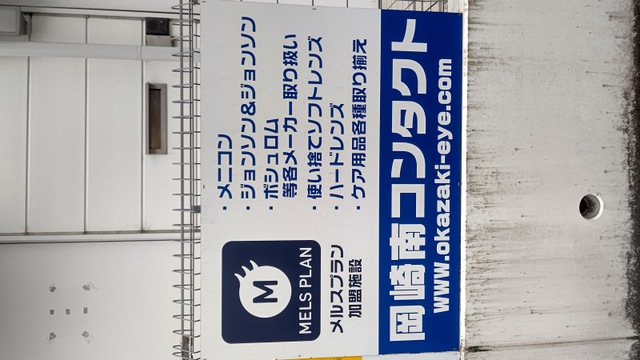 M
MELS PLAN
メルスプラン
加盟施設
・メニコン
・ジョンソン&ジョンソン
・ボシュロム
等各メーカー取り扱い
・使い捨てソフトレンズ
・ハードレンズ
・ケア用品各種取り揃え
岡崎南コンタクト
www.okazaki-eye.com